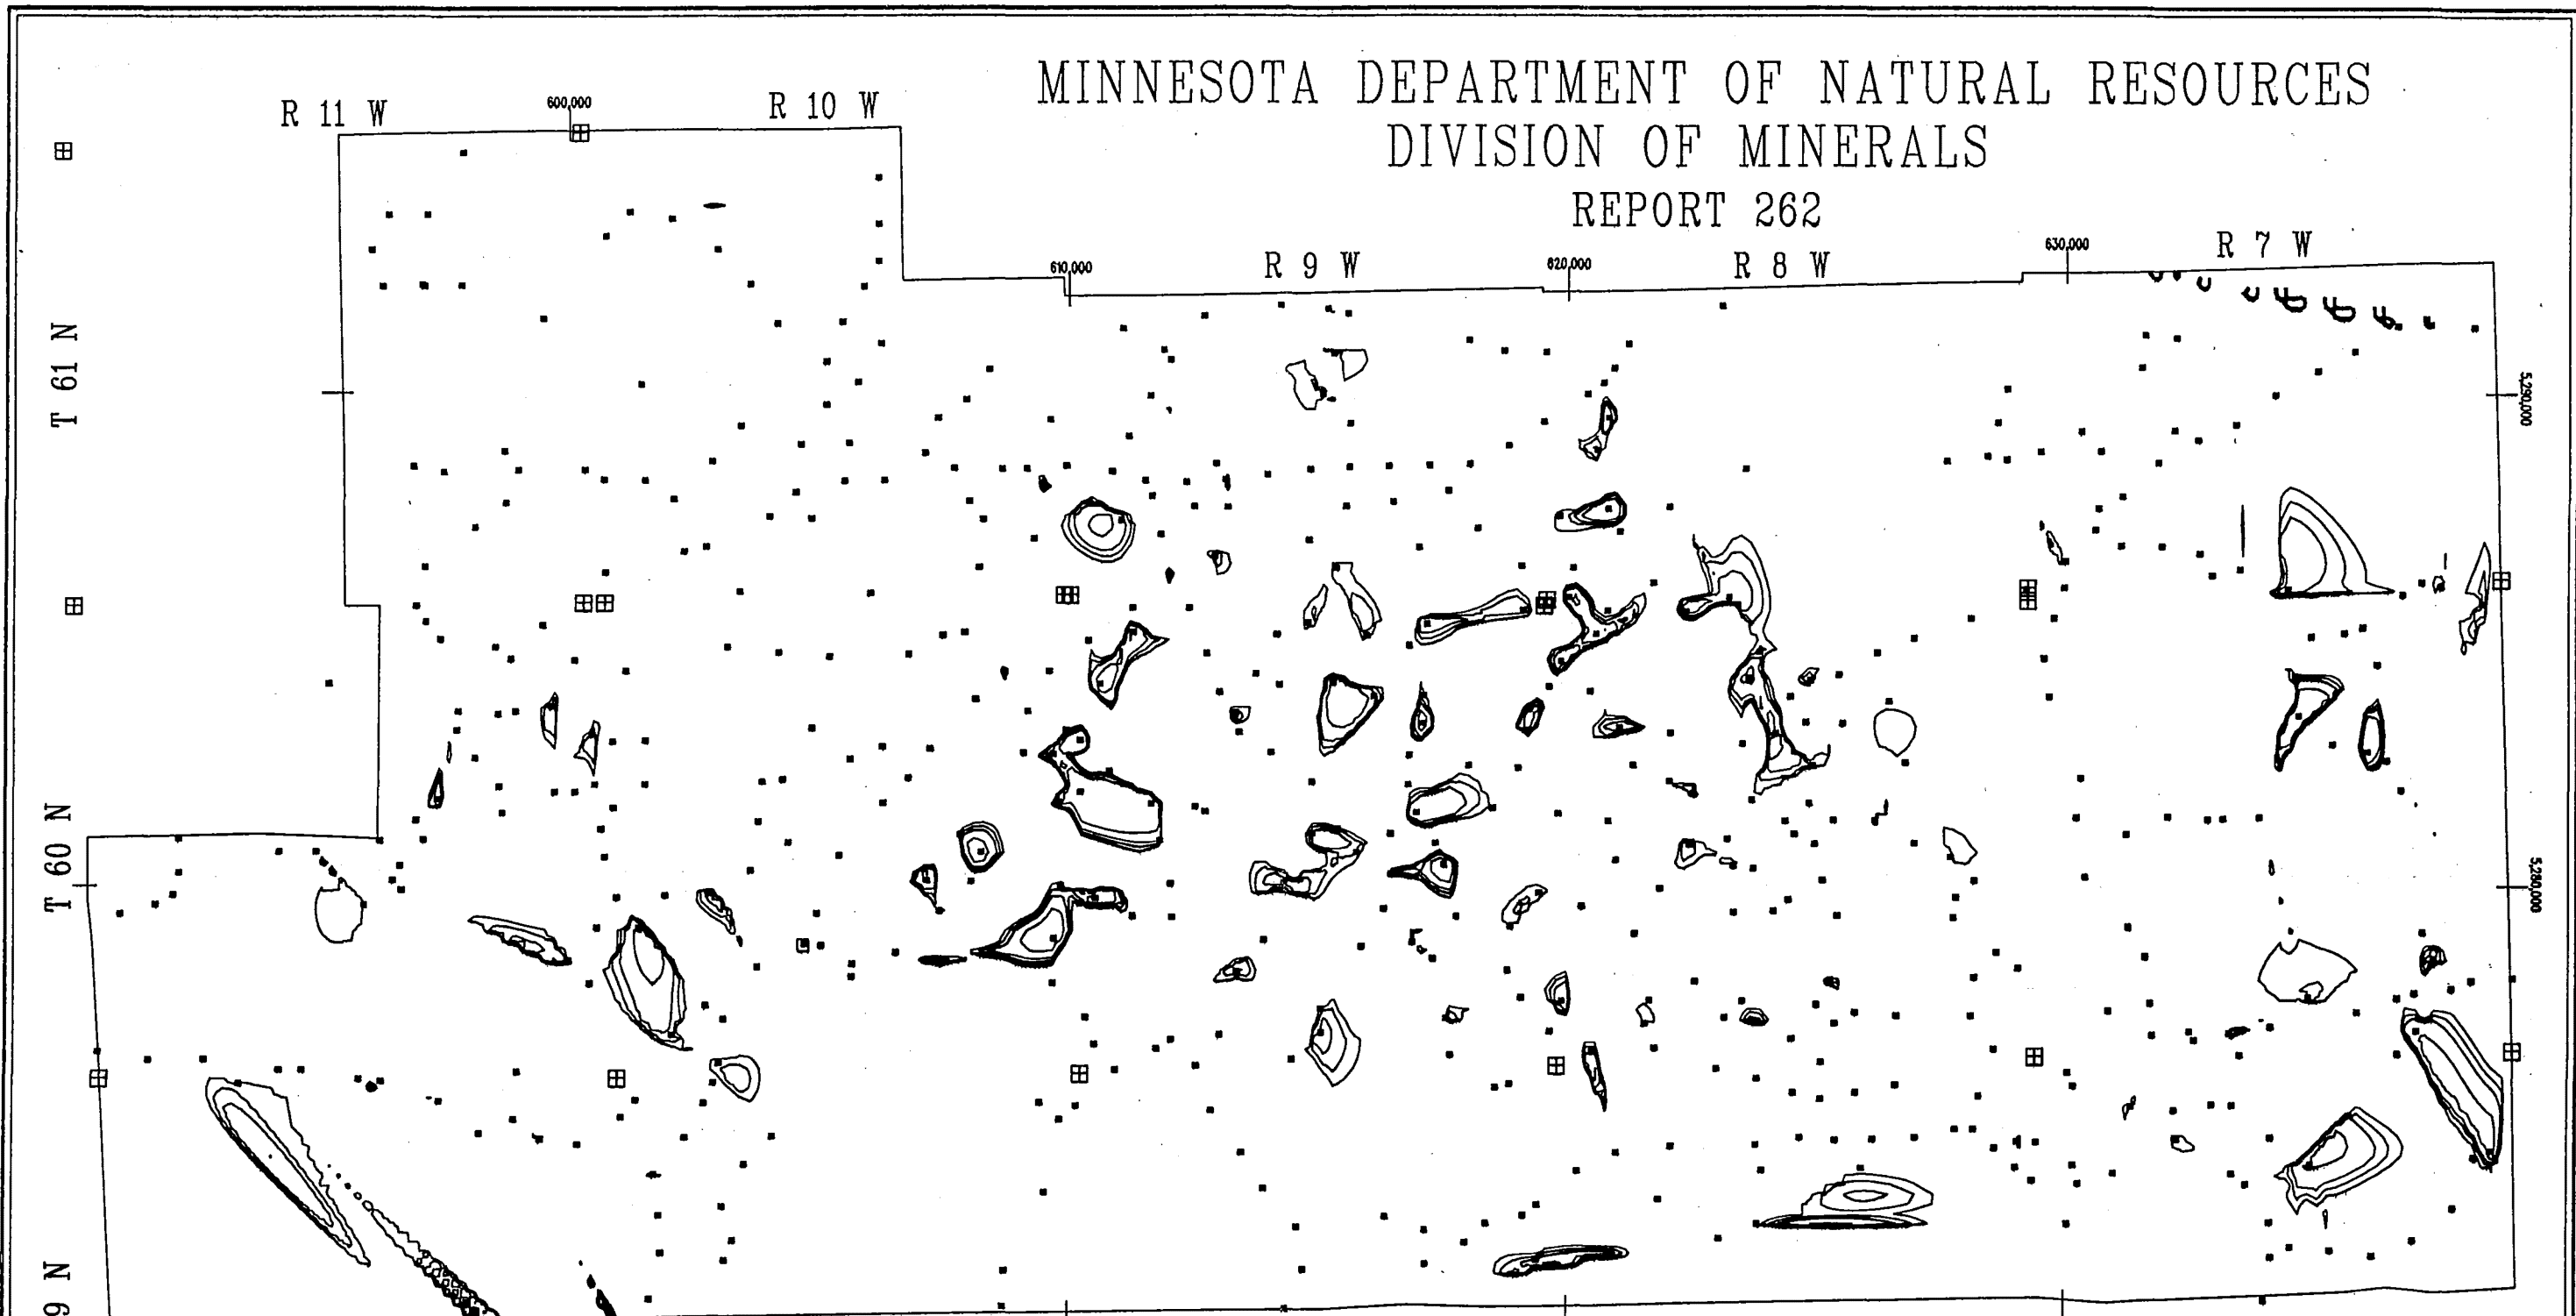 MINNESOTA DEPARTMENT OF NATURAL RESOURCES
DIVISION OF MINERALS
REPORT 262
R 11 W
600,000
R 10 W
610,000
R 9 W
620,000
R 8 W
630,000
R 7 W
T 61 N
5,290,000
T 60 N
5,280,000
9 N